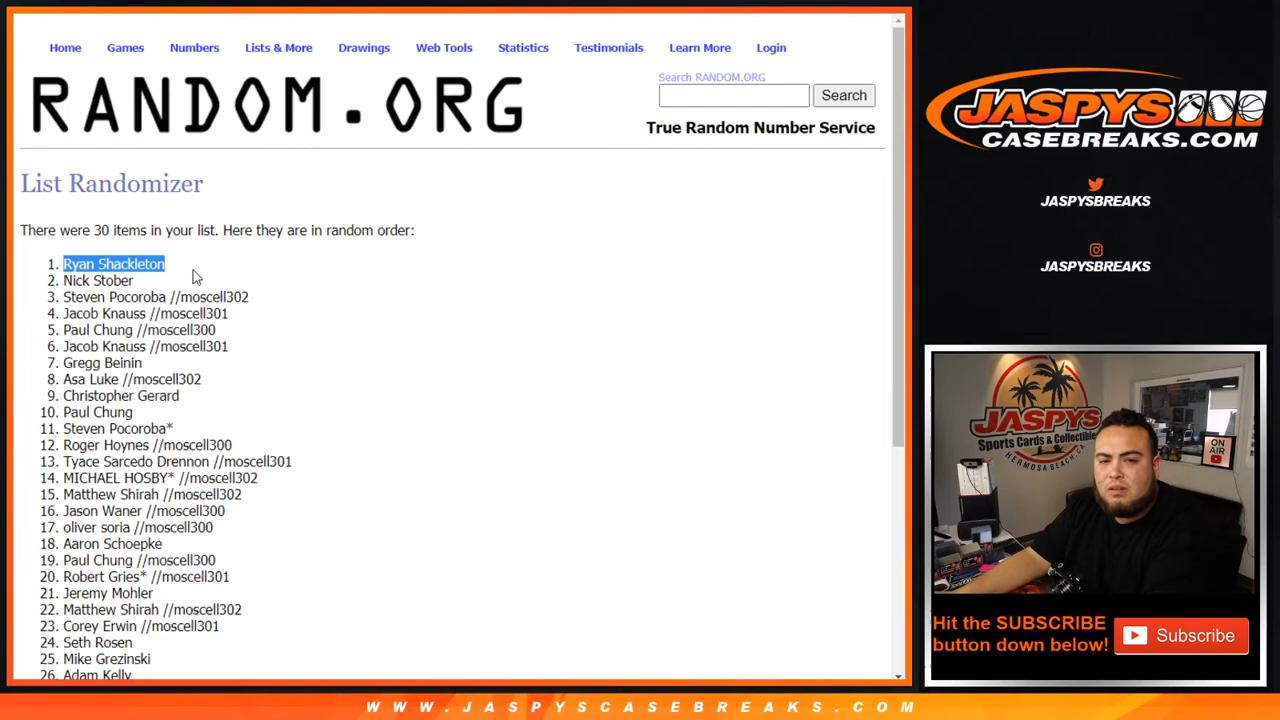 Home Games Numbers Lists & More Drawings Web Tools Statistics Testimonials Learn More Login
RANDOM.ORG
Search RANDOM.ORG
Search
True Random Number Service
List Randomizer
There were 30 items in your list. Here they are in random order:
1. Ryan Shackleton
2. Nick Stober
3. Steven Pocoroba //moscell302
4. Jacob Knauss //moscell301
5. Paul Chung //moscell300
6. Jacob Knauss //moscell301
7. Gregg Beinin
8. Asa Luke //moscell302
9. Christopher Gerard
10. Paul Chung
11. Steven Pocoroba*
12. Roger Hoynes //moscell300
13. Tyace Sarcedo Drennon //moscell301
14. MICHAEL HOSBY* //moscell302
15. Matthew Shirah //moscell302
16. Jason Waner //moscell300
17. oliver soria //moscell300
18. Aaron Schoepke
19. Paul Chung //moscell300
20. Robert Gries* //moscell301
21. Jeremy Mohler
22. Matthew Shirah //moscell302
23. Corey Erwin //moscell301
24. Seth Rosen
25. Mike Grezinski
26. Adam Kelly
JASPYS
CASEBREAKS.COM
JASPYSBREAKS
JASPYSBREAKS
JASPYS
Sports Cards & Collectibles
HERMOSA BEACH, CA
ON AIR
Hit the SUBSCRIBE
button down below!
Subscribe
WWW.JASPYSCASEBREAKS.COM